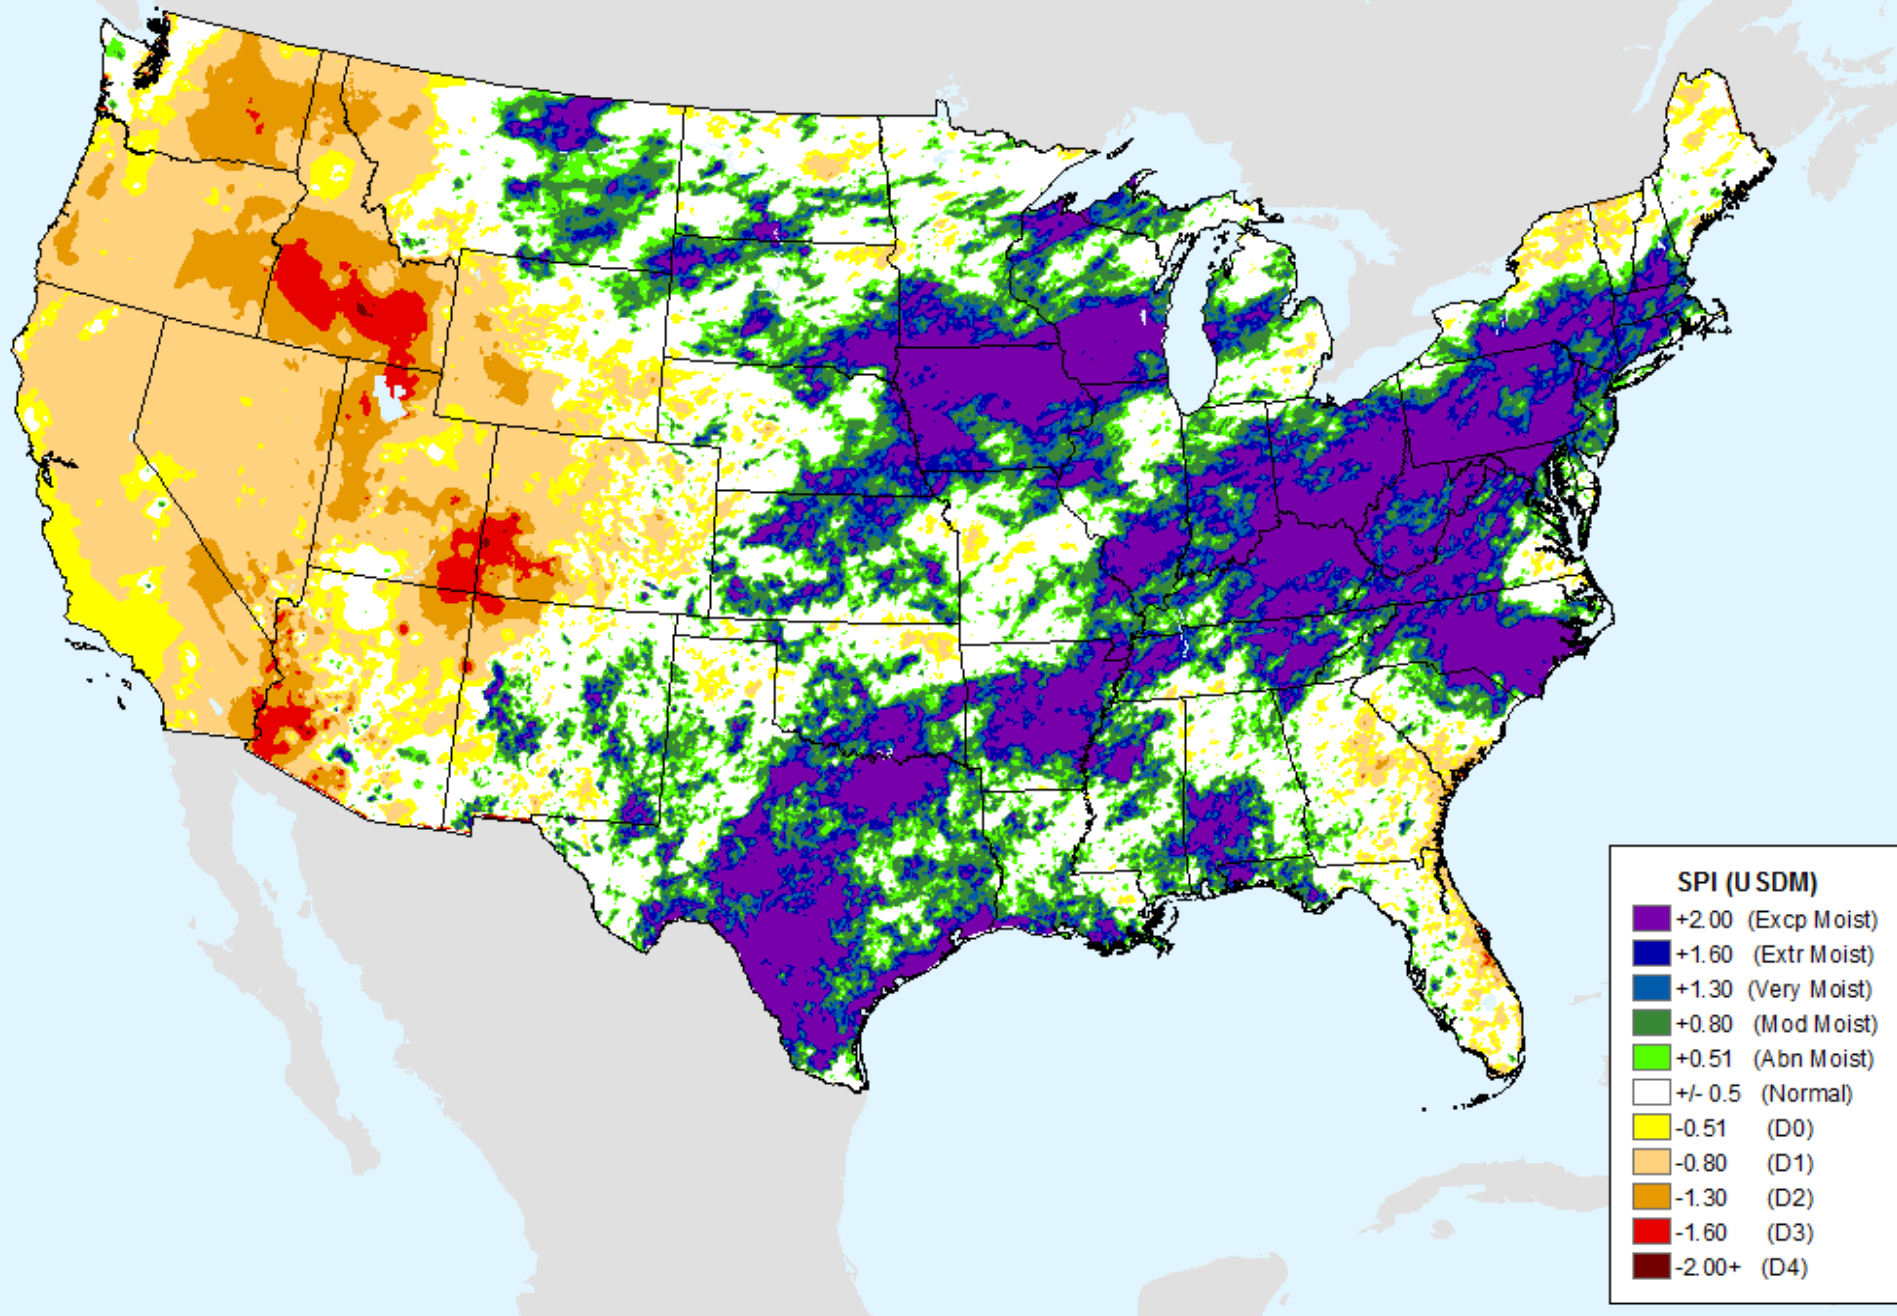 SPI (USDM)
+2.00 (Excp Moist)
+1.60 (Extr Moist)
+1.30 (Very Moist)
+0.80 (Mod Moist)
+0.51 (Abn Moist)
+/- 0.5 (Normal)
-0.51 (D0)
-0.80 (D1)
-1.30 (D2)
-1.60 (D3)
-2.00+ (D4)